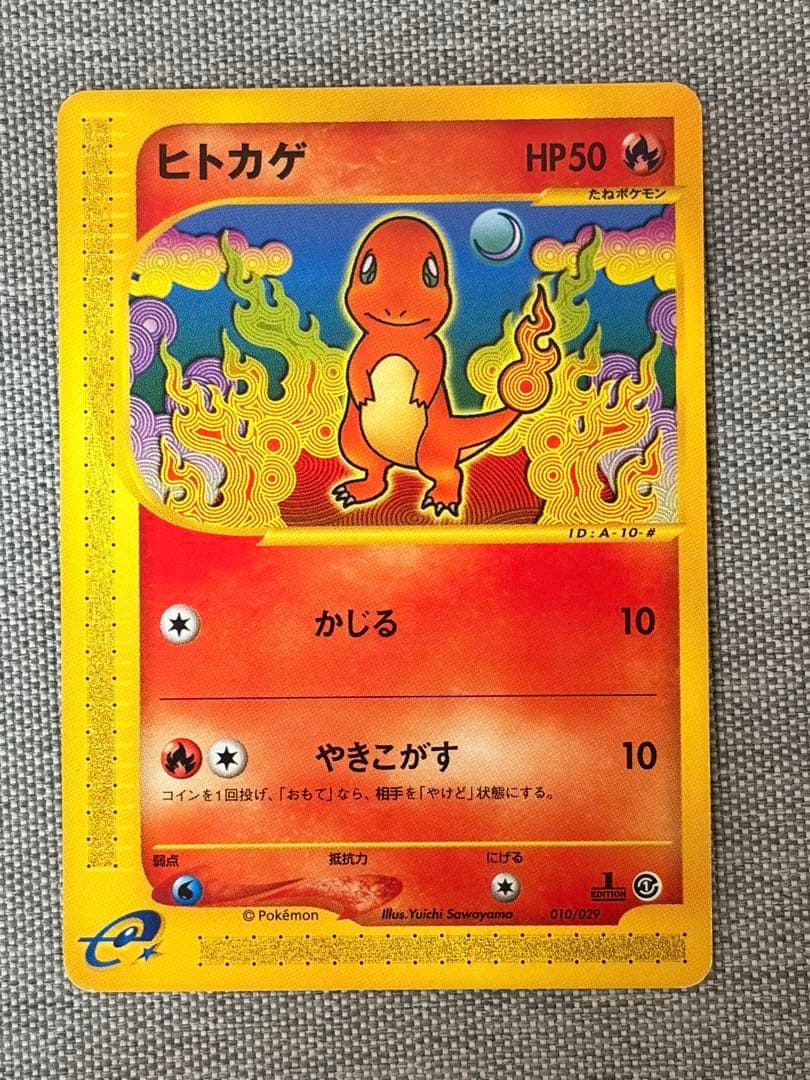 ヒトカゲ HP50
たねポケモン
ID:A-10-#
かじる 10
やきこがす 10
コインを1回投げ、「おもて」なら、相手を「やけど」状態にする。
弱点 抵抗力 にげる
1
EDITION
©Pokémon Illus.Yuichi Sawayama 010/029
e